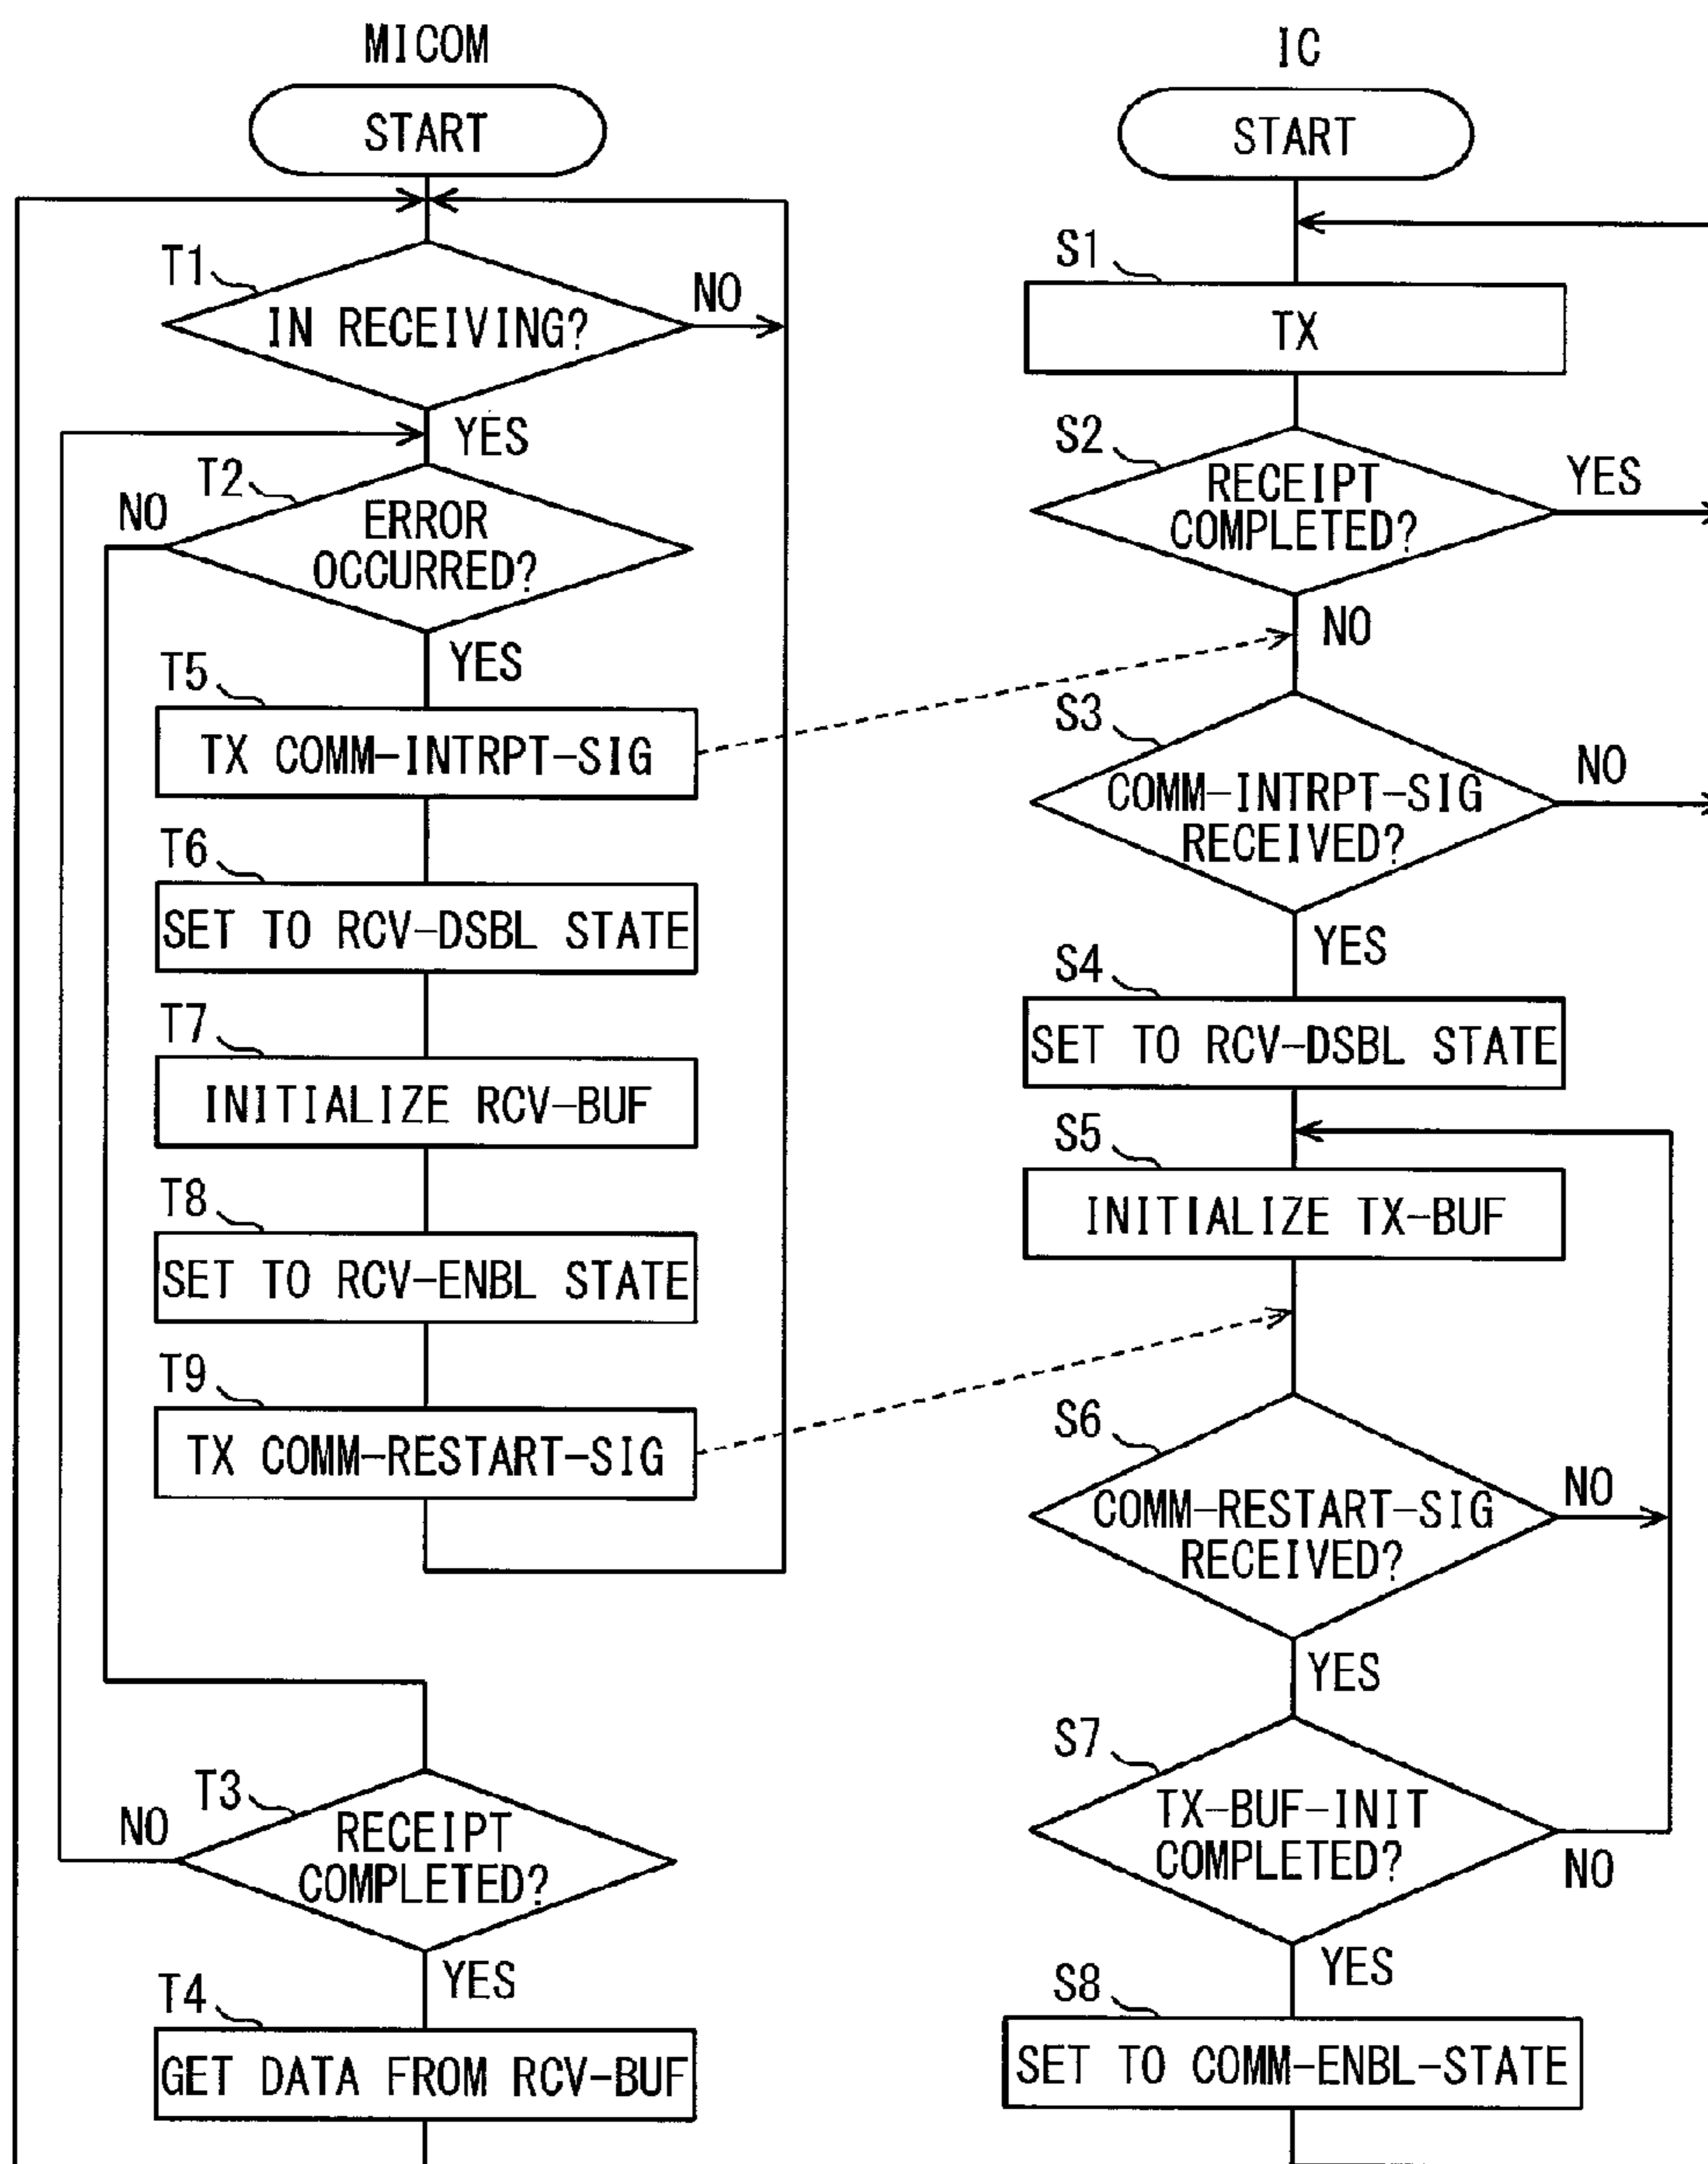 MICOM
START
T1
IN RECEIVING?
NO
YES
T2
NO
ERROR
OCCURRED?
YES
T5
TX COMM-INTRPT-SIG
T6
SET TO RCV-DSBL STATE
T7
INITIALIZE RCV-BUF
T8
SET TO RCV-ENBL STATE
T9
TX COMM-RESTART-SIG
T3
NO
RECEIPT
COMPLETED?
YES
T4
GET DATA FROM RCV-BUF
IC
START
S1
TX
S2
RECEIPT
COMPLETED?
YES
NO
S3
COMM-INTRPT-SIG
RECEIVED?
NO
YES
S4
SET TO RCV-DSBL STATE
S5
INITIALIZE TX-BUF
S6
COMM-RESTART-SIG
RECEIVED?
NO
YES
S7
TX-BUF-INIT
COMPLETED?
NO
YES
S8
SET TO COMM-ENBL-STATE